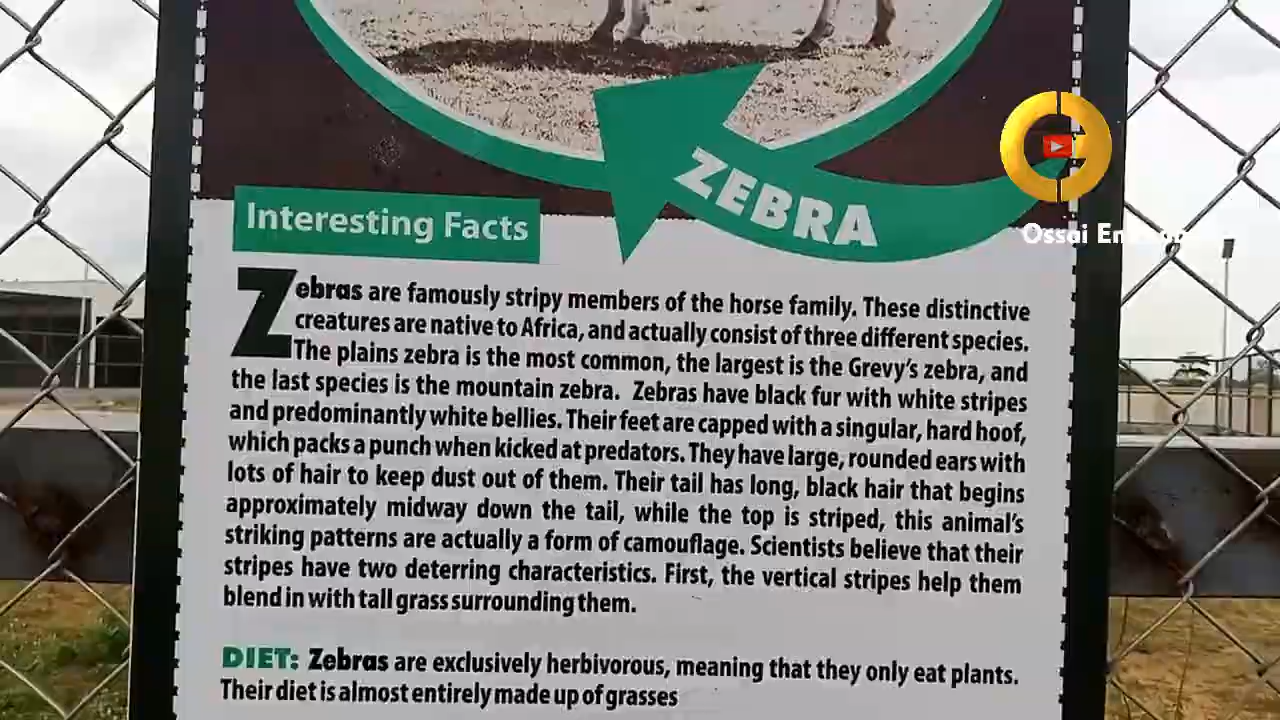 ZEBRA
Ossai En
Interesting Facts
Zebras are famously stripy members of the horse family. These distinctive
creatures are native to Africa, and actually consist of three different species.
The plains zebra is the most common, the largest is the Grevy's zebra, and
the last species is the mountain zebra. Zebras have black fur with white stripes
and predominantly white bellies. Their feet are capped with a singular, hard hoof,
which packs a punch when kicked at predators. They have large, rounded ears with
lots of hair to keep dust out of them. Their tail has long, black hair that begins
approximately midway down the tail, while the top is striped, this animal's
striking patterns are actually a form of camouflage. Scientists believe that their
stripes have two deterring characteristics. First, the vertical stripes help them
blend in with tall grass surrounding them.
DIET: Zebras are exclusively herbivorous, meaning that they only eat plants.
Their diet is almost entirely made up of grasses